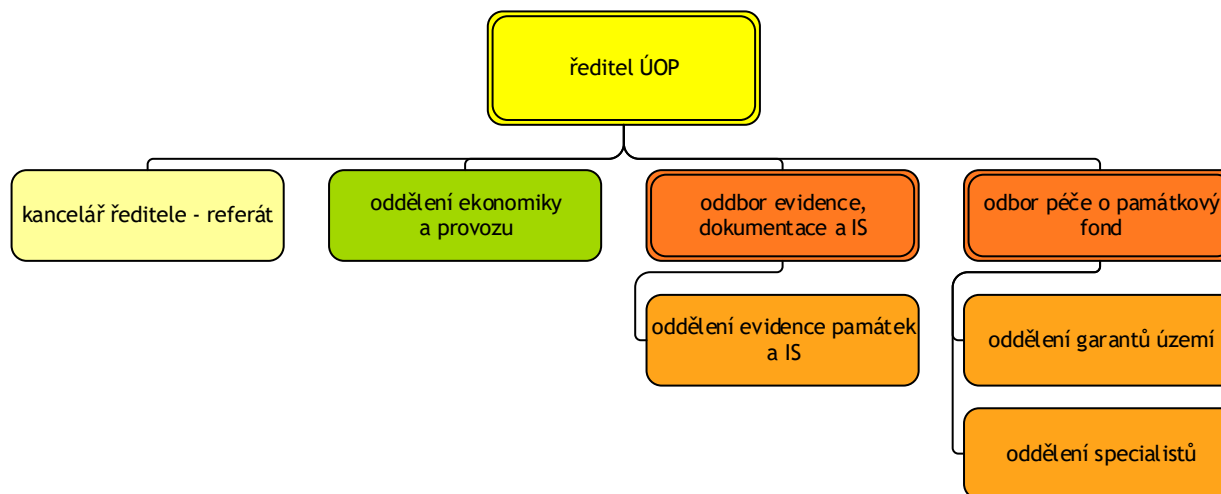 ředitel ÚOP
kancelář ředitele - referát
oddělení ekonomiky
a provozu
oddbor evidence,
dokumentace a IS
odbor péče o památkový
fond
oddělení evidence památek
a IS
oddělení garantů území
oddělení specialistů